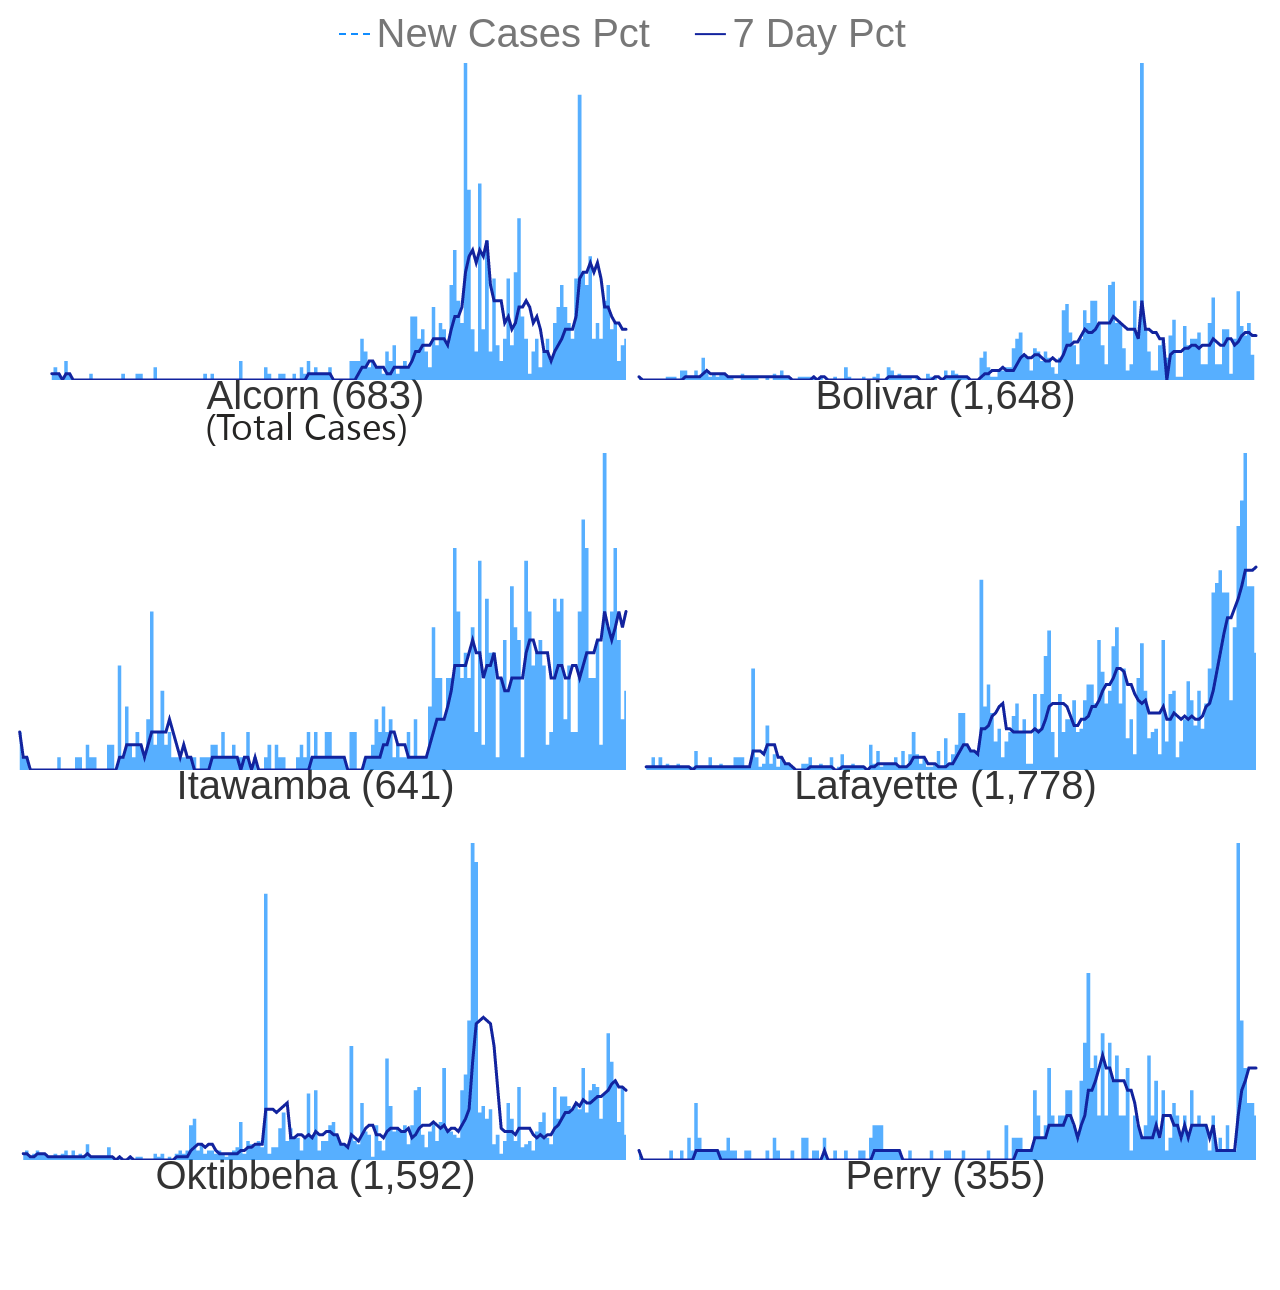 New Cases Pct 7 Day Pct
Alcorn (683) Bolivar (1,648)
(Total Cases)
Itawamba (641) Lafayette (1,778)
Oktibbeha (1,592) Perry (355)